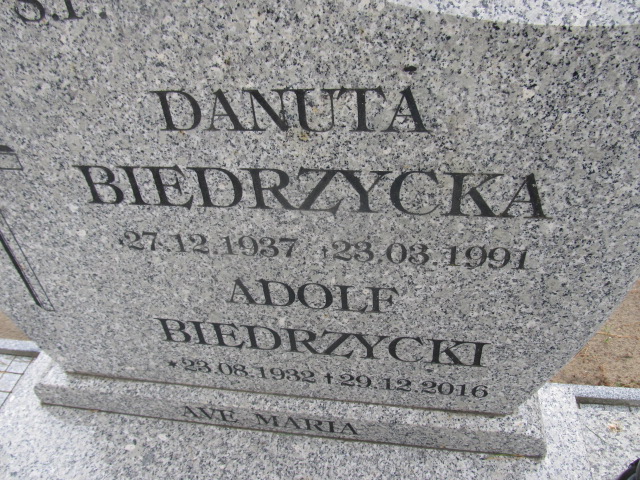 Ś.P.
DANUTA
BIEDRZYCKA
*27.12.1937 †23.03.1991
ADOLF
BIEDRZYCKI
*23.08.1932 †29.12.2016
AVE MARIA